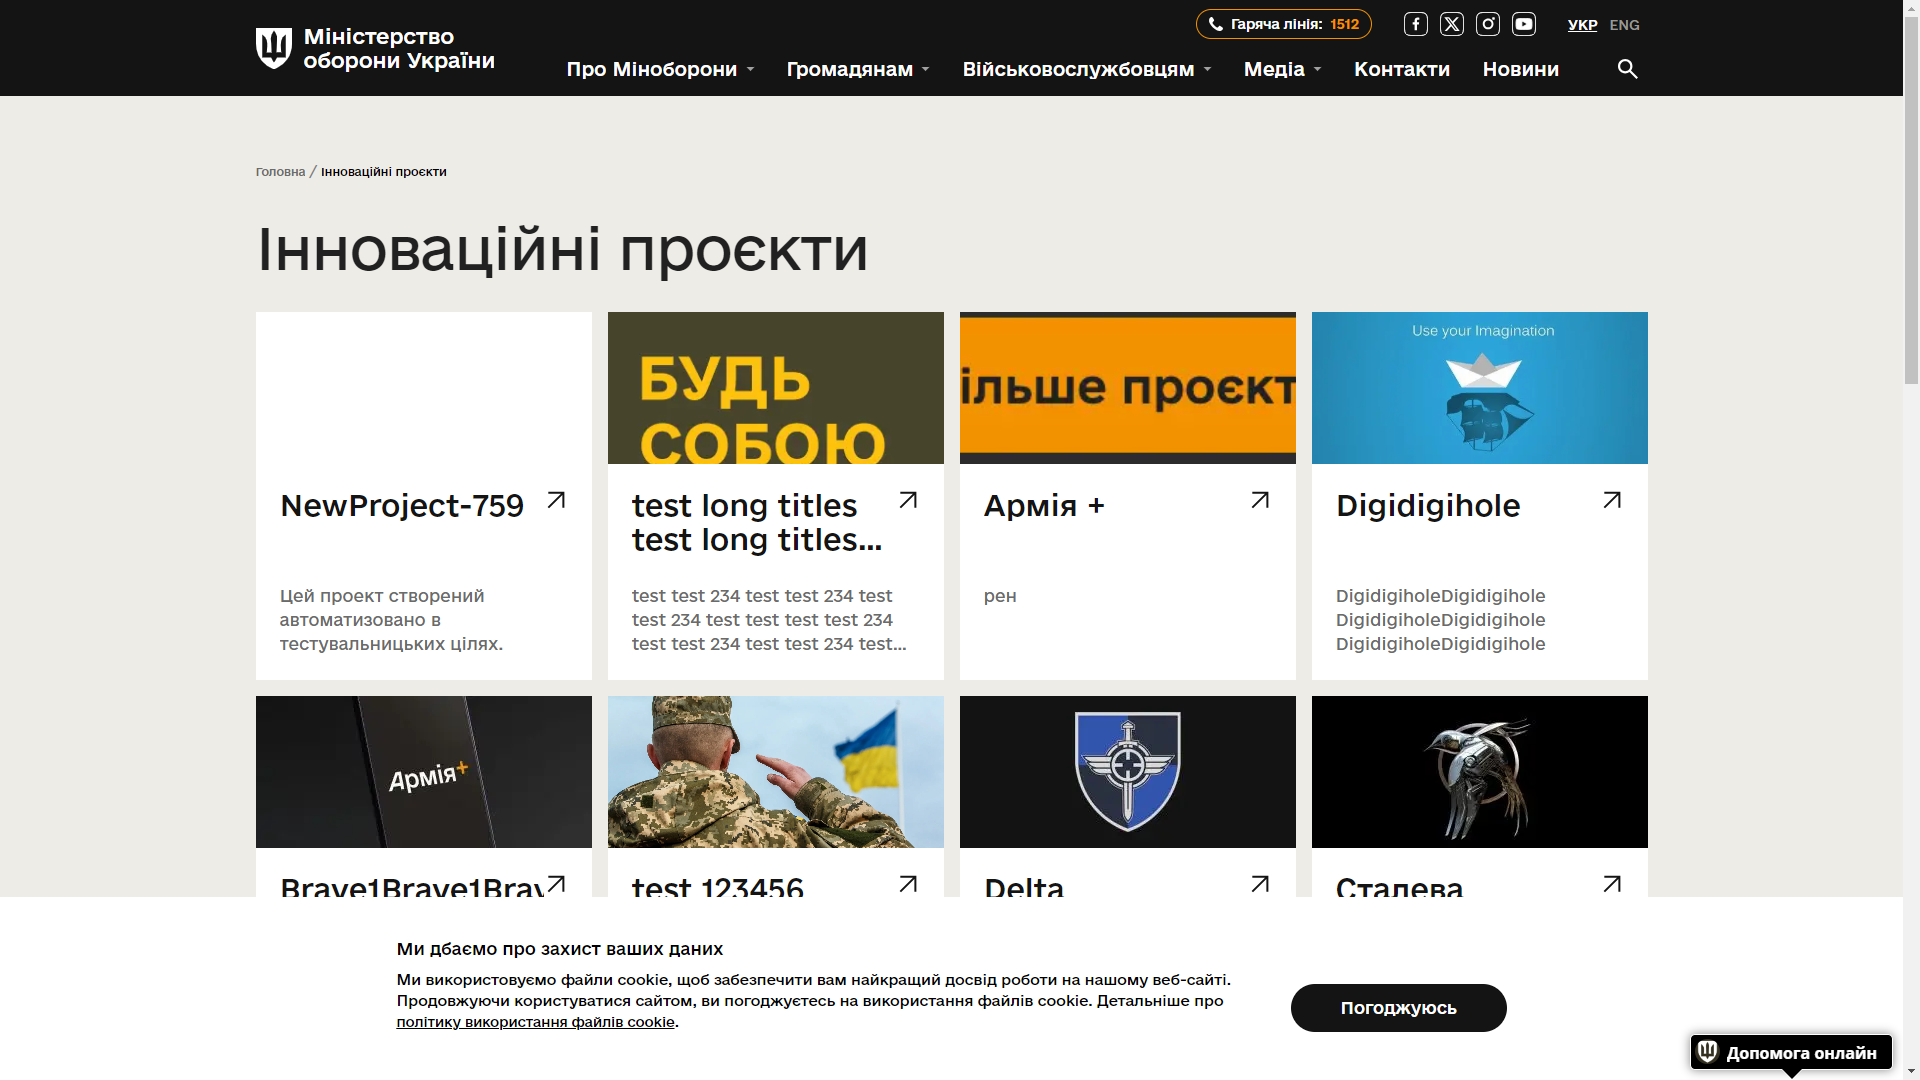 Міністерство
оборони України
Гаряча лінія: 1512
УКР ENG
Про Міноборони
Громадянам
Військовослужбовцям
Медіа
Контакти
Новини
Головна / Інноваційні проєкти
Інноваційні проєкти
БУДЬ
СОБОЮ
ільше проєкт
Use your Imagination
NewProject-759
Цей проект створений
автоматизовано в
тестувальницьких цілях.
test long titles
test long titles...
test test 234 test test 234 test
test 234 test test test test 234
test test 234 test test 234 test...
Армія +
рен
Digidigihole
DigidigiholeDigidigihole
DigidigiholeDigidigihole
DigidigiholeDigidigihole
Армія+
Brave1Brave1Brav
test 123456
Delta
Сталева
Ми дбаємо про захист ваших даних
Ми використовуємо файли cookie, щоб забезпечити вам найкращий досвід роботи на нашому веб-сайті.
Продовжуючи користуватися сайтом, ви погоджуєтесь на використання файлів cookie. Детальніше про
політику використання файлів cookie.
Погоджуюсь
Допомога онлайн